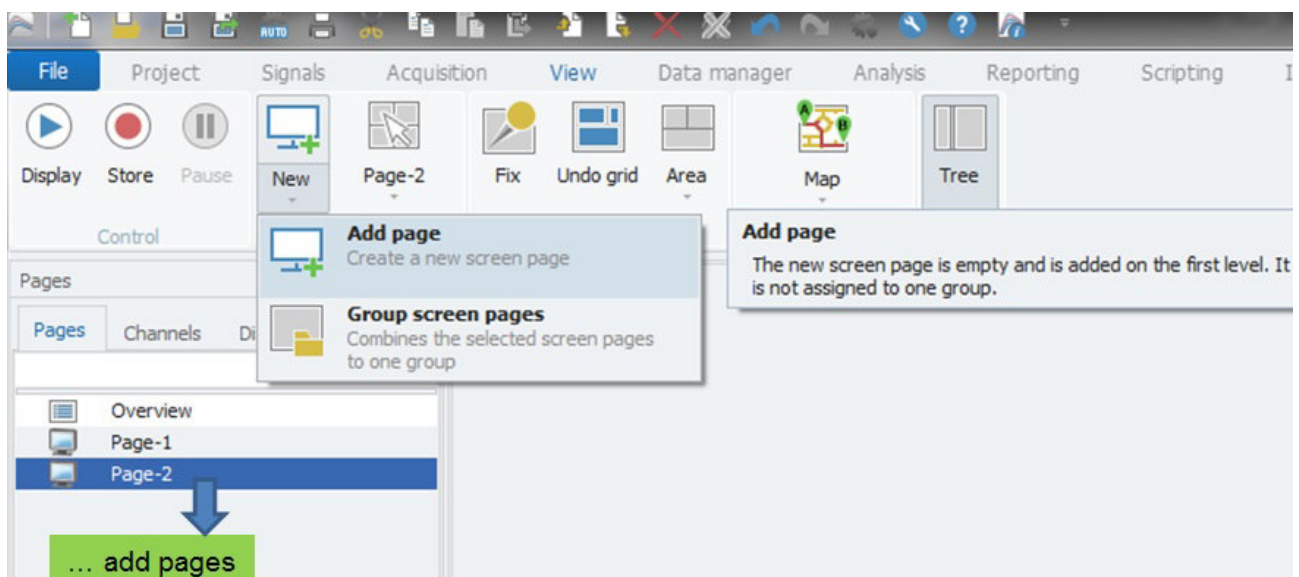 AUTO
File Project Signals Acquisition View Data manager Analysis Reporting Scripting
Display Store Pause New Page-2 Fix Undo grid Area Map Tree
A
B
Control
Add page
Create a new screen page
Group screen pages
Combines the selected screen pages
to one group
Add page
The new screen page is empty and is added on the first level. It
is not assigned to one group.
Pages
Pages Channels Di
Overview
Page-1
Page-2
... add pages